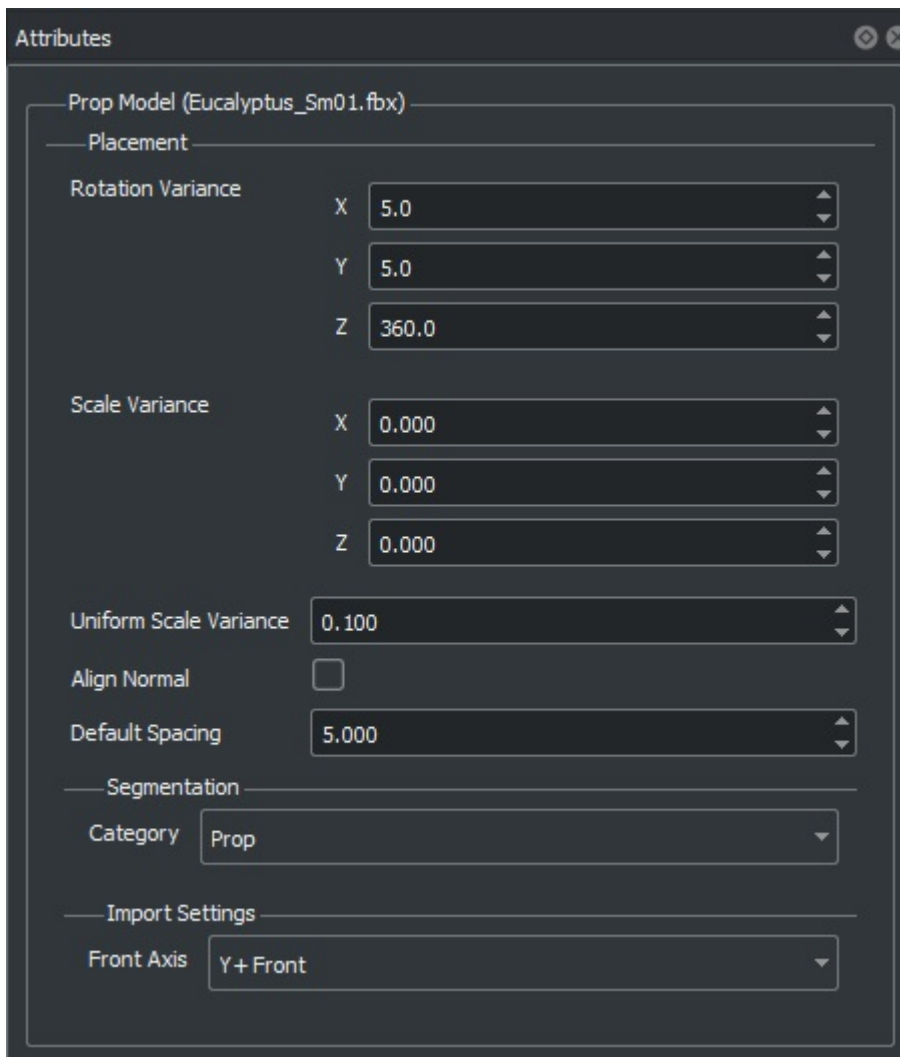 Attributes
Prop Model (Eucalyptus_Sm01.fbx)
Placement
Rotation Variance
X 5.0
Y 5.0
Z 360.0
Scale Variance
X 0.000
Y 0.000
Z 0.000
Uniform Scale Variance 0.100
Align Normal
Default Spacing 5.000
Segmentation
Category Prop
Import Settings
Front Axis Y+Front